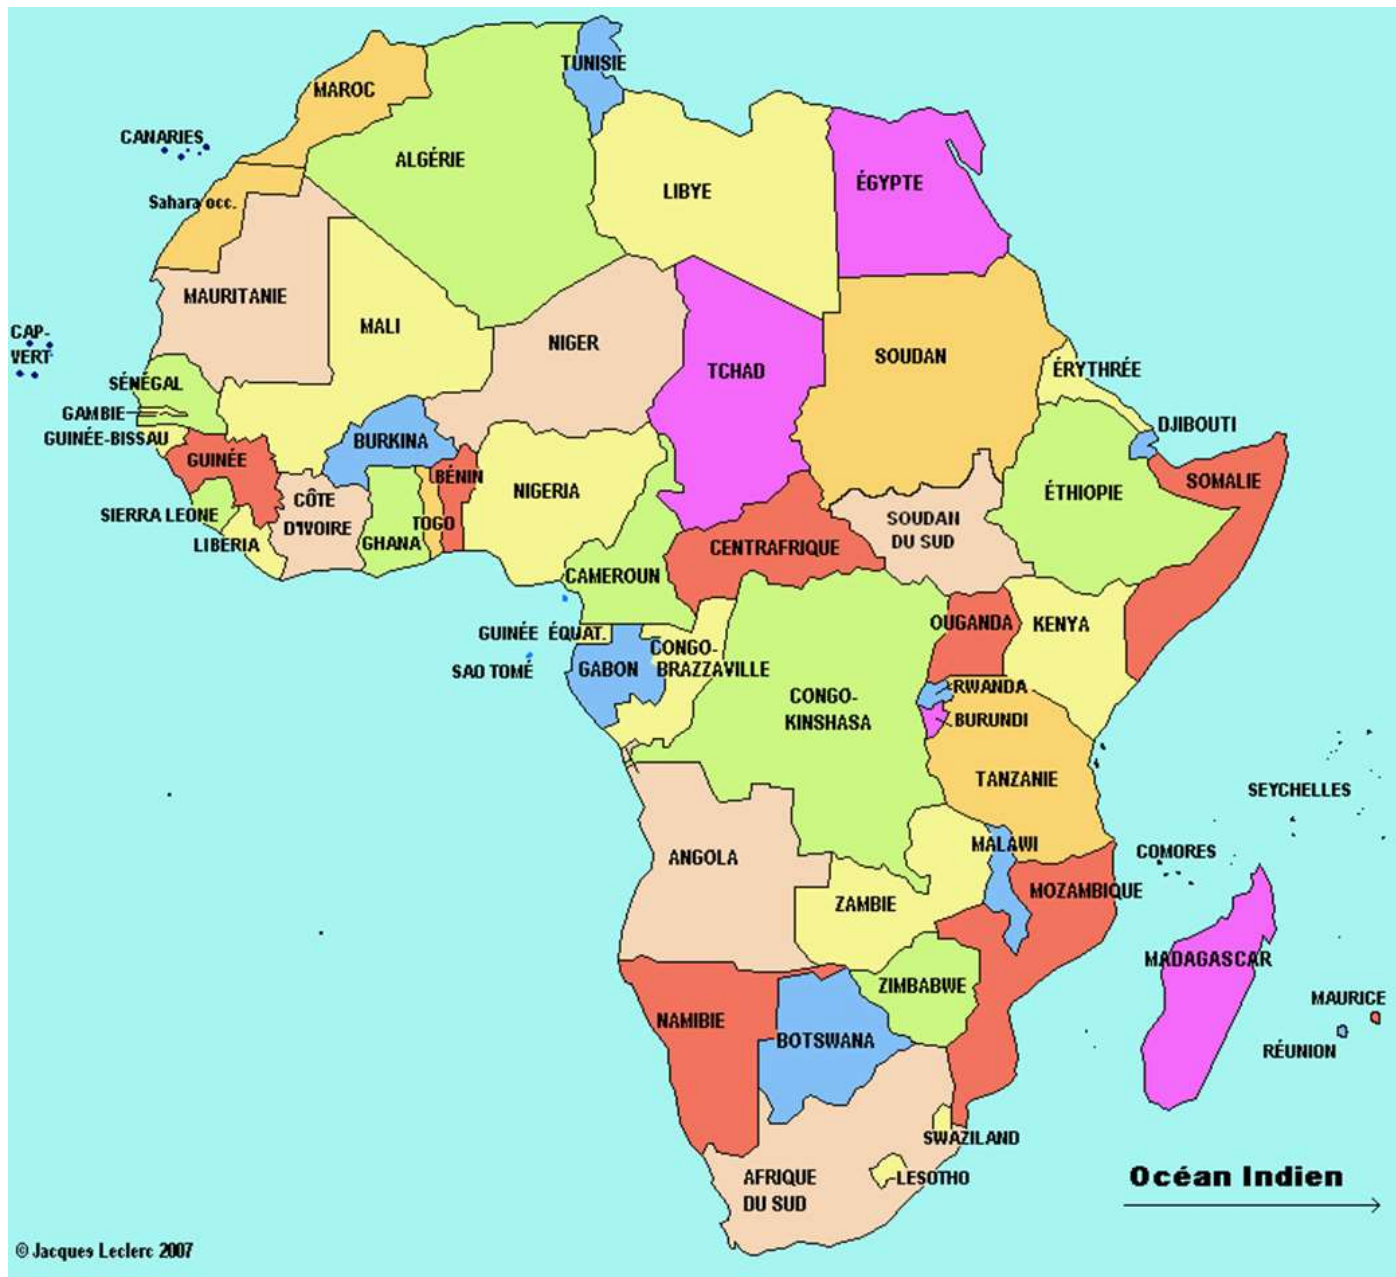 TUNISIE
MAROC
CANARIES
ALGÉRIE
LIBYE
ÉGYPTE
Sahara occ.
MAURITANIE
MALI
NIGER
TCHAD
SOUDAN
ÉRYTHRÉE
CAP-
VERT
SÉNÉGAL
GAMBIE
GUINÉE-BISSAU
GUINÉE
SIERRA LEONE
LIBERIA
CÔTE
D'IVOIRE
BURKINA
GHANA
TOGO
BÉNIN
NIGERIA
CAMEROUN
CENTRAFRIQUE
SOUDAN
DU SUD
ÉTHIOPIE
DJIBOUTI
SOMALIE
GUINÉE ÉQUAT.
SAO TOMÉ
GABON
CONGO-
BRAZZAVILLE
CONGO-
KINSHASA
OUGANDA
KENYA
RWANDA
BURUNDI
TANZANIE
SEYCHELLES
COMORES
ANGOLA
ZAMBIE
MALAWI
MOZAMBIQUE
MADAGASCAR
MAURICE
RÉUNION
NAMIBIE
BOTSWANA
ZIMBABWE
SWAZILAND
LESOTHO
AFRIQUE
DU SUD
Océan Indien
© Jacques Leclerc 2007